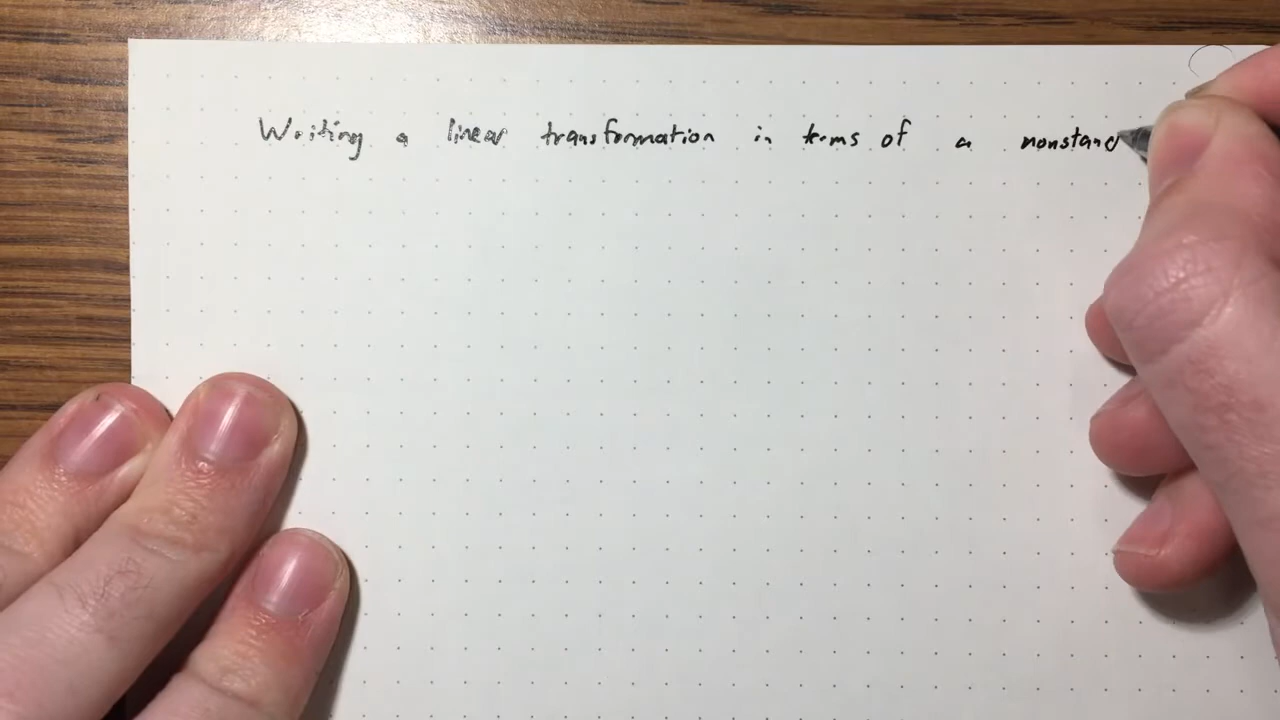 Writing a linear transformation in terms of a nonstand